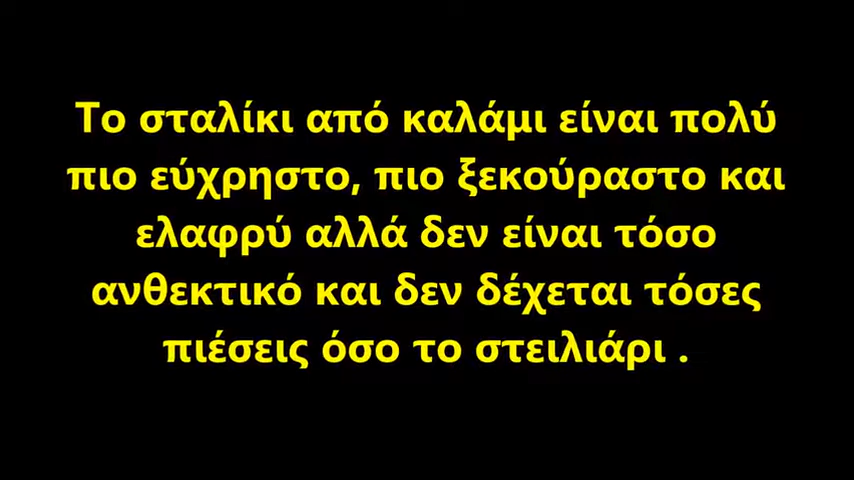 Το σταλίκι από καλάμι είναι πολύ
πιο εύχρηστο, πιο ξεκούραστο και
ελαφρύ αλλά δεν είναι τόσο
ανθεκτικό και δεν δέχεται τόσες
πιέσεις όσο το στειλιάρι .